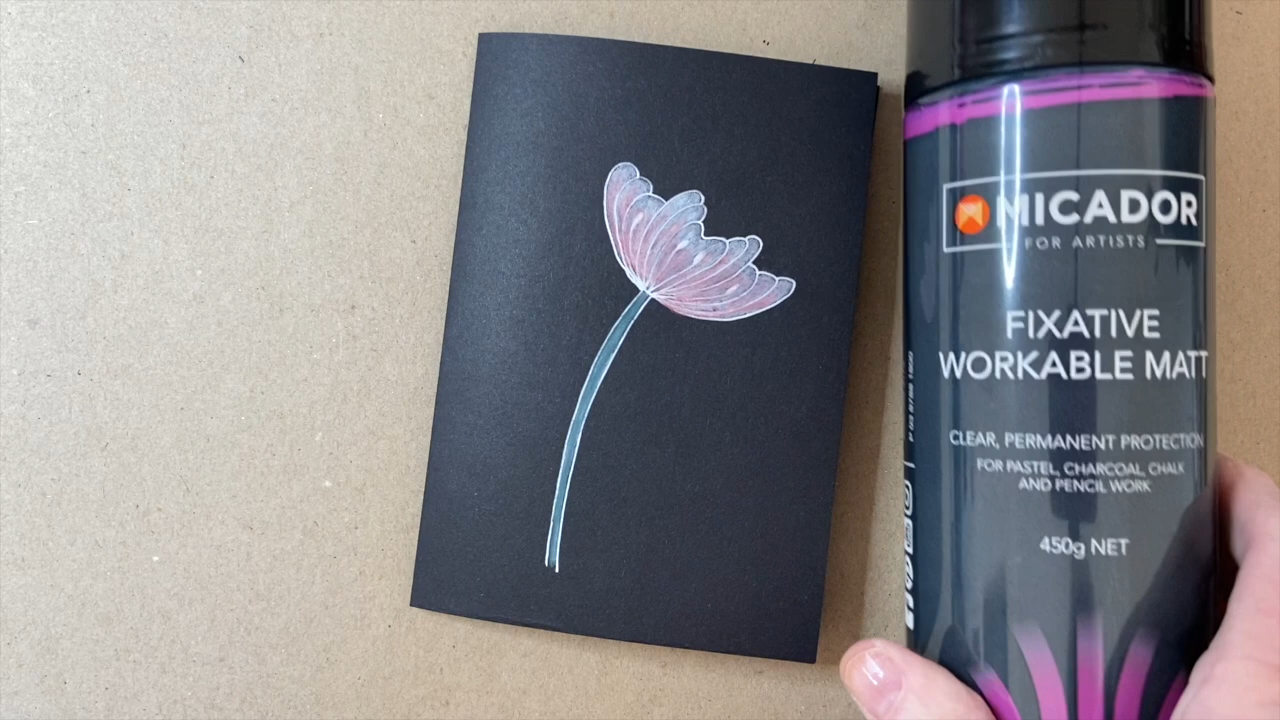 MICADOR
FOR ARTISTS
FIXATIVE
WORKABLE MATT
CLEAR, PERMANENT PROTECTION
FOR PASTEL, CHARCOAL, CHALK
AND PENCIL WORK
450g NET